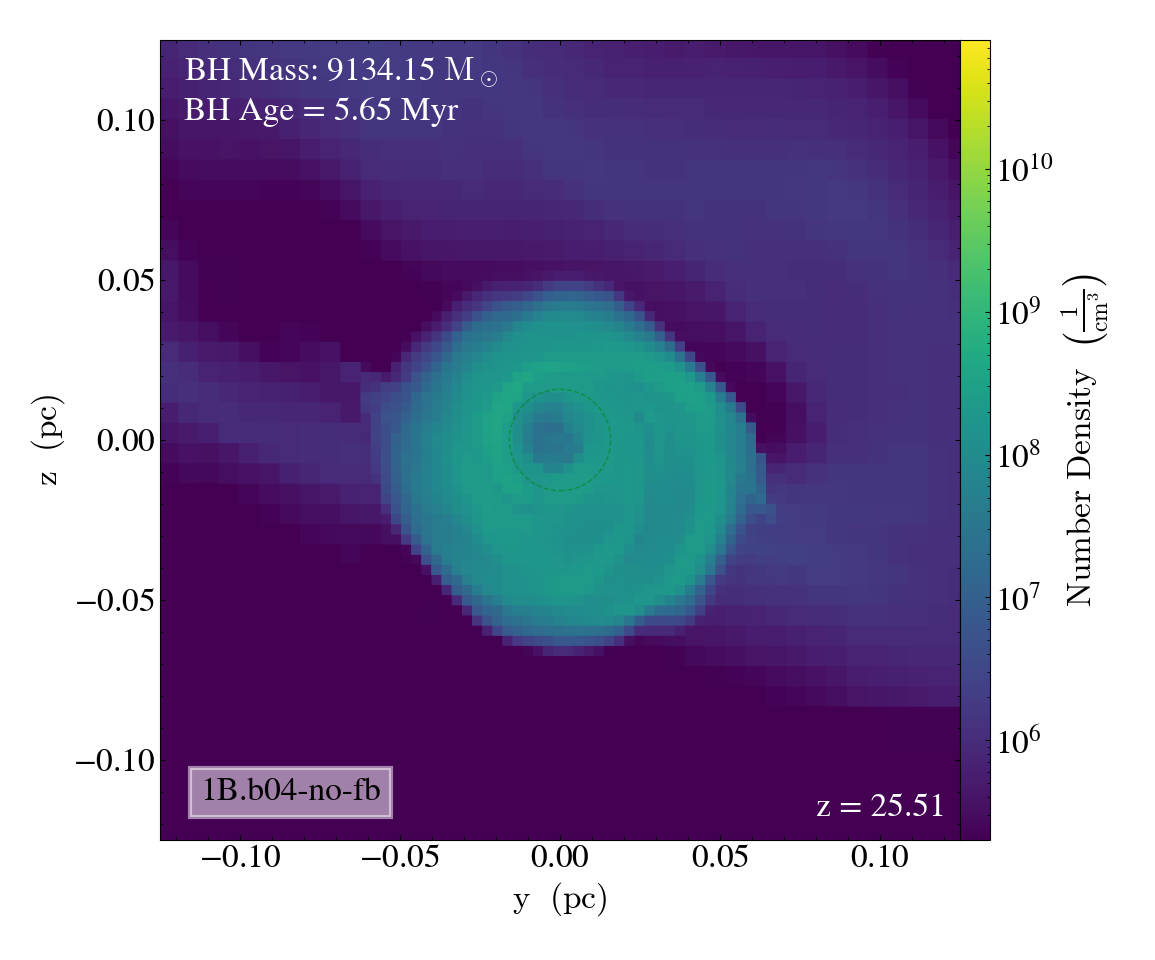 BH Mass: 9134.15 M⊙
BH Age = 5.65 Myr
0.10
0.05
0.00
−0.05
−0.10
z (pc)
1B.b04-no-fb
z = 25.51
−0.10 −0.05 0.00 0.05 0.10
y (pc)
10¹⁰
10⁹
10⁸
10⁷
10⁶
Number Density (1/cm³)